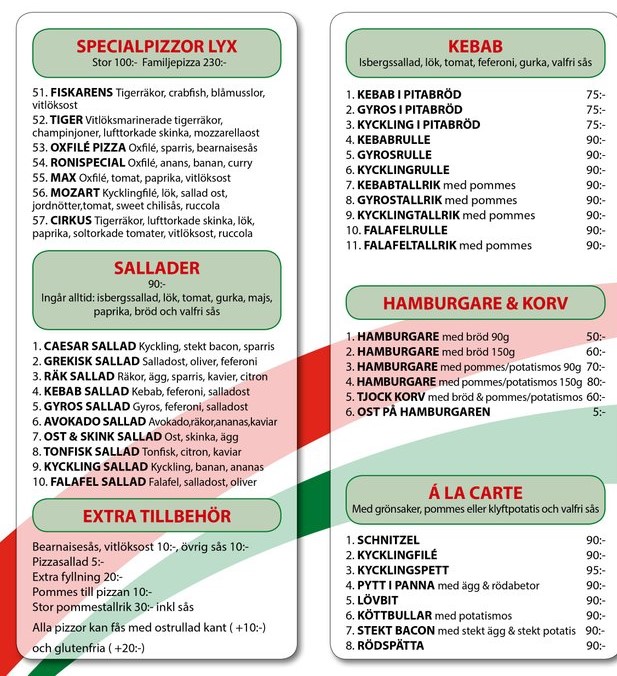 SPECIALPIZZOR LYX
Stor 100:- Familjepizza 230:-
51. FISKARENS Tigerräkor, crabfish, blåmusslor,
vitlöksost
52. TIGER Vitlöksmarinerade tigerräkor,
champinjoner, lufttorkade skinka, mozzarellaost
53. OXFILÉ PIZZA Oxfilé, sparris, bearnaisesås
54. RONISPECIAL Oxfilé, anans, banan, curry
55. MAX Oxfilé, tomat, paprika, vitlöksost
56. MOZART Kycklingfilé, lök, sallad ost,
jordnötter,tomat, sweet chilisås, ruccola
57. CIRKUS Tigerräkor, lufttorkade skinka, lök,
paprika, soltorkade tomater, vitlöksost, ruccola
SALLADER
90:-
Ingår alltid: isbergssallad, lök, tomat, gurka, majs,
paprika, bröd och valfri sås
1. CAESAR SALLAD Kyckling, stekt bacon, sparris
2. GREKISK SALLAD Salladost, oliver, feferoni
3. RÄK SALLAD Räkor, ägg, sparris, kavier, citron
4. KEBAB SALLAD Kebab, feferoni, salladost
5. GYROS SALLAD Gyros, feferoni, salladost
6. AVOKADO SALLAD Avokado,räkor,ananas,kaviar
7. OST & SKINK SALLAD Ost, skinka, ägg
8. TONFISK SALLAD Tonfisk, citron, kaviar
9. KYCKLING SALLAD Kyckling, banan, ananas
10. FALAFEL SALLAD Falafel, salladost, oliver
EXTRA TILLBEHÖR
Bearnaisesås, vitlöksost 10:-, övrig sås 10:-
Pizzasallad 5:-
Extra fyllning 20:-
Pommes till pizzan 10:-
Stor pommestallrik 30:- inkl sås
Alla pizzor kan fås med ostrullad kant ( +10:-)
och glutenfria ( +20:-)
KEBAB
Isbergssallad, lök, tomat, feferoni, gurka, valfri sås
1. KEBAB I PITABRÖD 75:-
2. GYROS I PITABRÖD 75:-
3. KYCKLING I PITABRÖD 75:-
4. KEBABRULLE 90:-
5. GYROSRULLE 90:-
6. KYCKLINGRULLE 90:-
7. KEBABTALLRIK med pommes 90:-
8. GYROSTALLRIK med pommes 90:-
9. KYCKLINGTALLRIK med pommes 90:-
10. FALAFELRULLE 90:-
11. FALAFELTALLRIK med pommes 90:-
HAMBURGARE & KORV
1. HAMBURGARE med bröd 90g 50:-
2. HAMBURGARE med bröd 150g 60:-
3. HAMBURGARE med pommes/potatismos 90g 70:-
4. HAMBURGARE med pommes/potatismos 150g 80:-
5. TJOCK KORV med bröd & pommes/potatismos 60:-
6. OST PÅ HAMBURGAREN 5:-
Á LA CARTE
Med grönsaker, pommes eller klyftpotatis och valfri sås
1. SCHNITZEL 90:-
2. KYCKLINGFILÉ 90:-
3. KYCKLINGSPETT 95:-
4. PYTT I PANNA med ägg & rödabetor 90:-
5. LÖVBIT 90:-
6. KÖTTBULLAR med potatismos 90:-
7. STEKT BACON med stekt ägg & stekt potatis 90:-
8. RÖDSPÄTTA 90:-